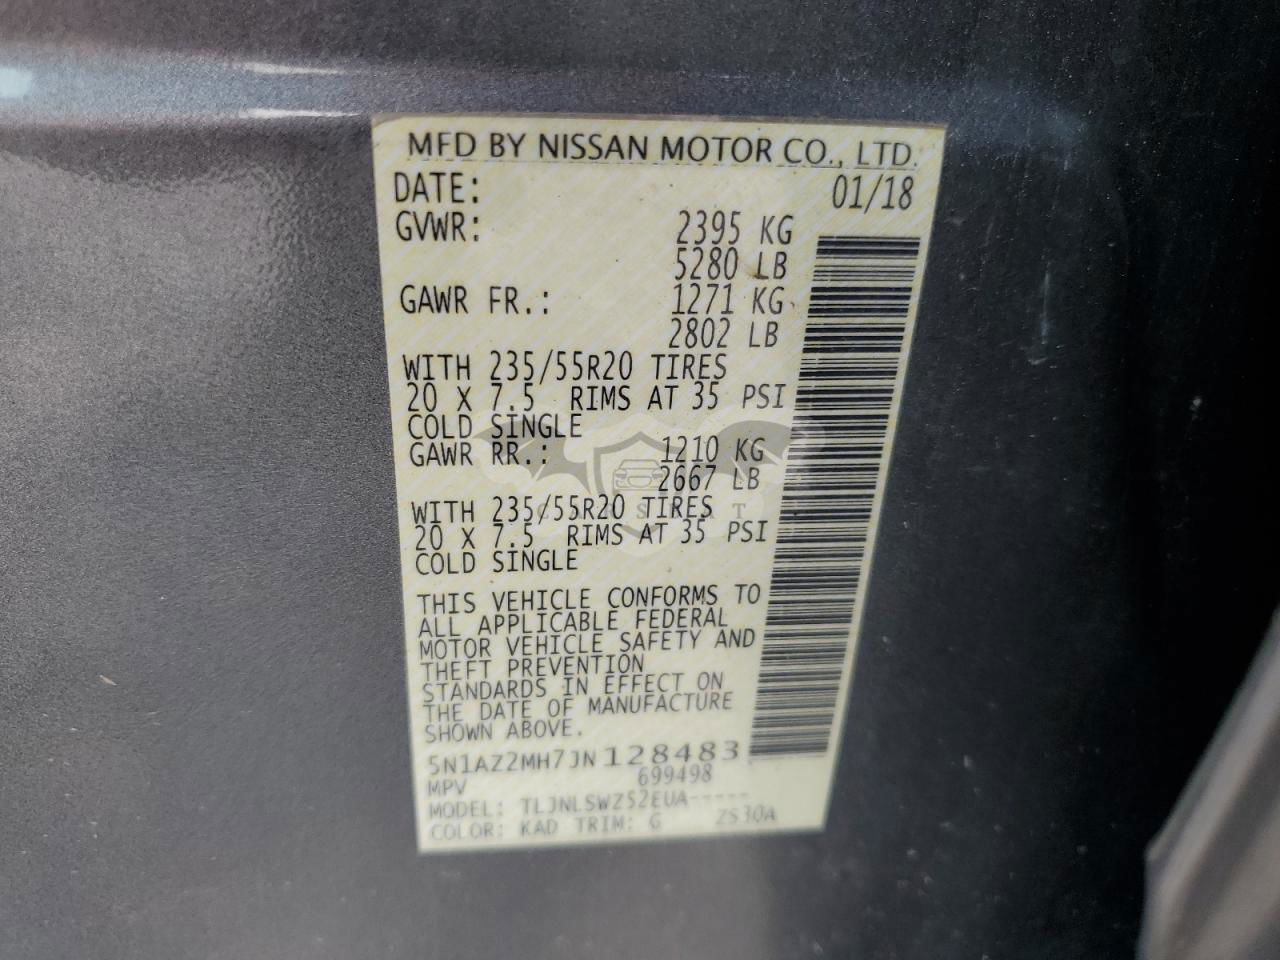 MFD BY NISSAN MOTOR CO., LTD.
DATE: 01/18
GVWR: 2395 KG
5280 LB
GAWR FR.: 1271 KG
2802 LB
WITH 235/55R20 TIRES
20 X 7.5 RIMS AT 35 PSI
COLD SINGLE
GAWR RR.: 1210 KG
2667 LB
WITH 235/55R20 TIRES
20 X 7.5 RIMS AT 35 PSI
COLD SINGLE
THIS VEHICLE CONFORMS TO
ALL APPLICABLE FEDERAL
MOTOR VEHICLE SAFETY AND
THEFT PREVENTION
STANDARDS IN EFFECT ON
THE DATE OF MANUFACTURE
SHOWN ABOVE.
5N1AZ2MH7JN128483
MPV 699498
MODEL: TLJNLSWZ52EUA-----
COLOR: KAD TRIM: G ZS30A